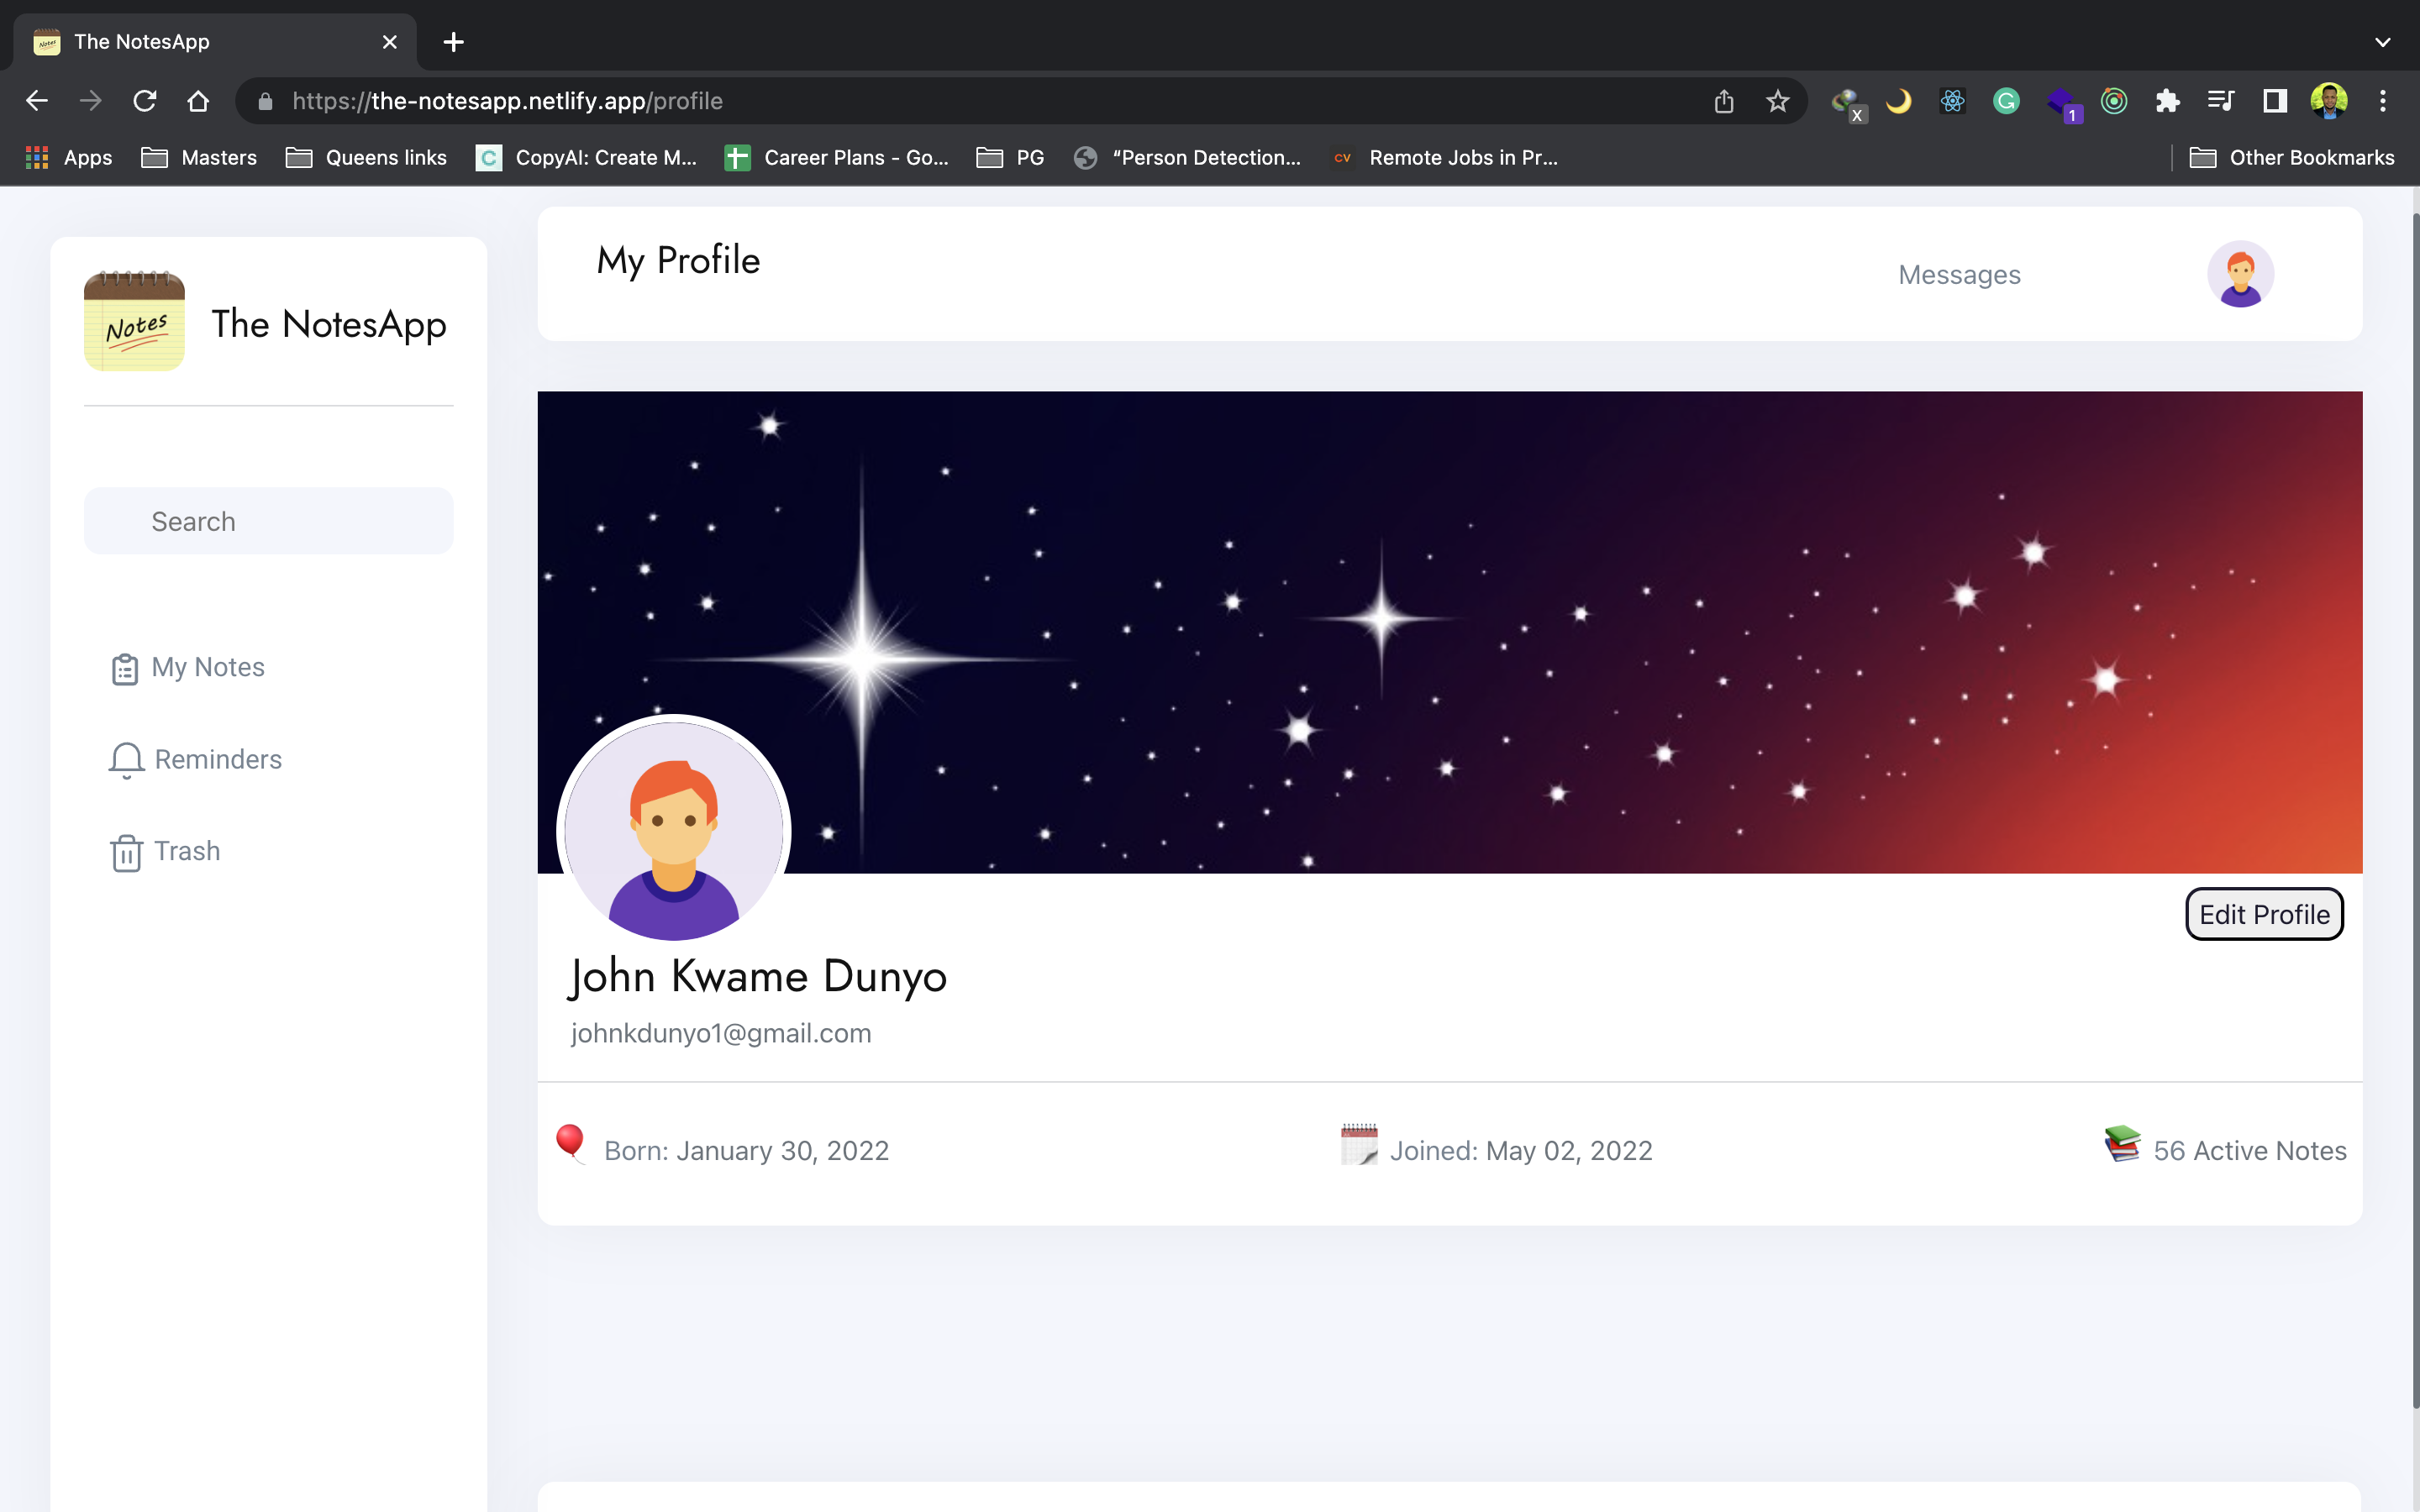 The NotesApp
https://the-notesapp.netlify.app/profile
X
1
Apps
Masters
Queens links
C
CopyAI: Create M...
Career Plans - Go...
PG
“Person Detection...
CV
Remote Jobs in Pr...
Other Bookmarks
Notes
The NotesApp
My Profile
Messages
Search
My Notes
Reminders
Trash
Edit Profile
John Kwame Dunyo
johnkdunyo1@gmail.com
Born: January 30, 2022
Joined: May 02, 2022
56 Active Notes